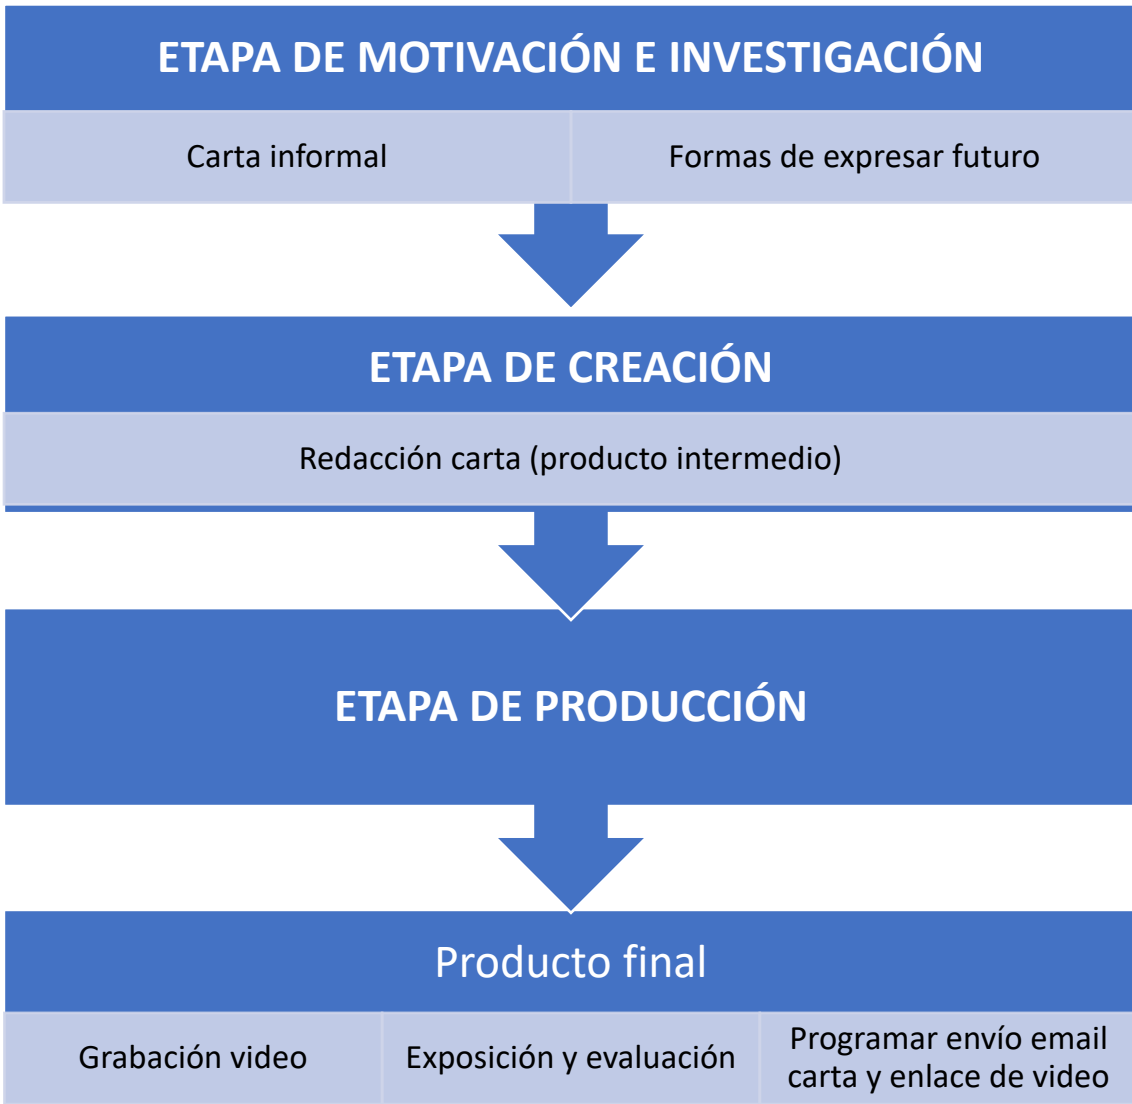 ETAPA DE MOTIVACIÓN E INVESTIGACIÓN
Carta informal
Formas de expresar futuro
ETAPA DE CREACIÓN
Redacción carta (producto intermedio)
ETAPA DE PRODUCCIÓN
Producto final
Grabación video
Exposición y evaluación
Programar envío email
carta y enlace de video